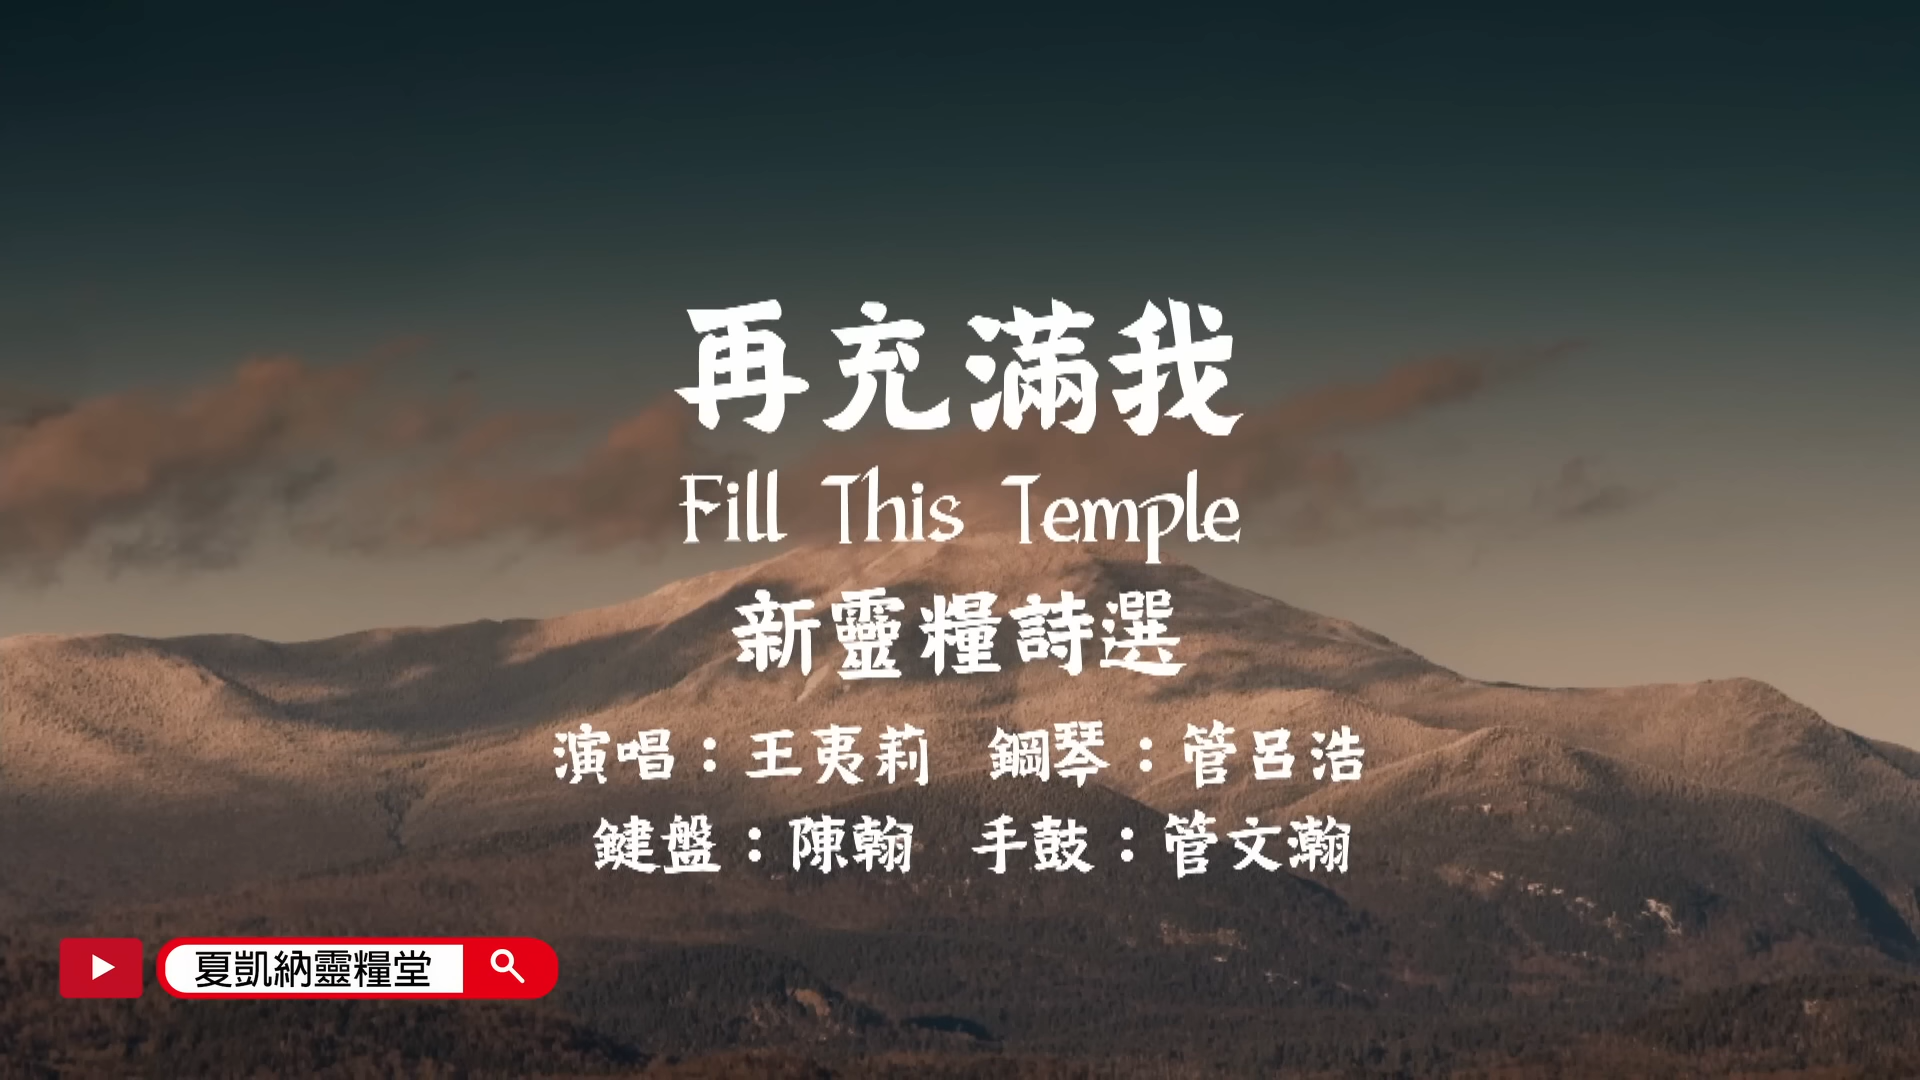 再充滿我
Fill This Temple
新靈糧詩選
演唱：王夷莉 鋼琴：管呂浩
鍵盤：陳翰 手鼓：管文瀚
夏凱納靈糧堂